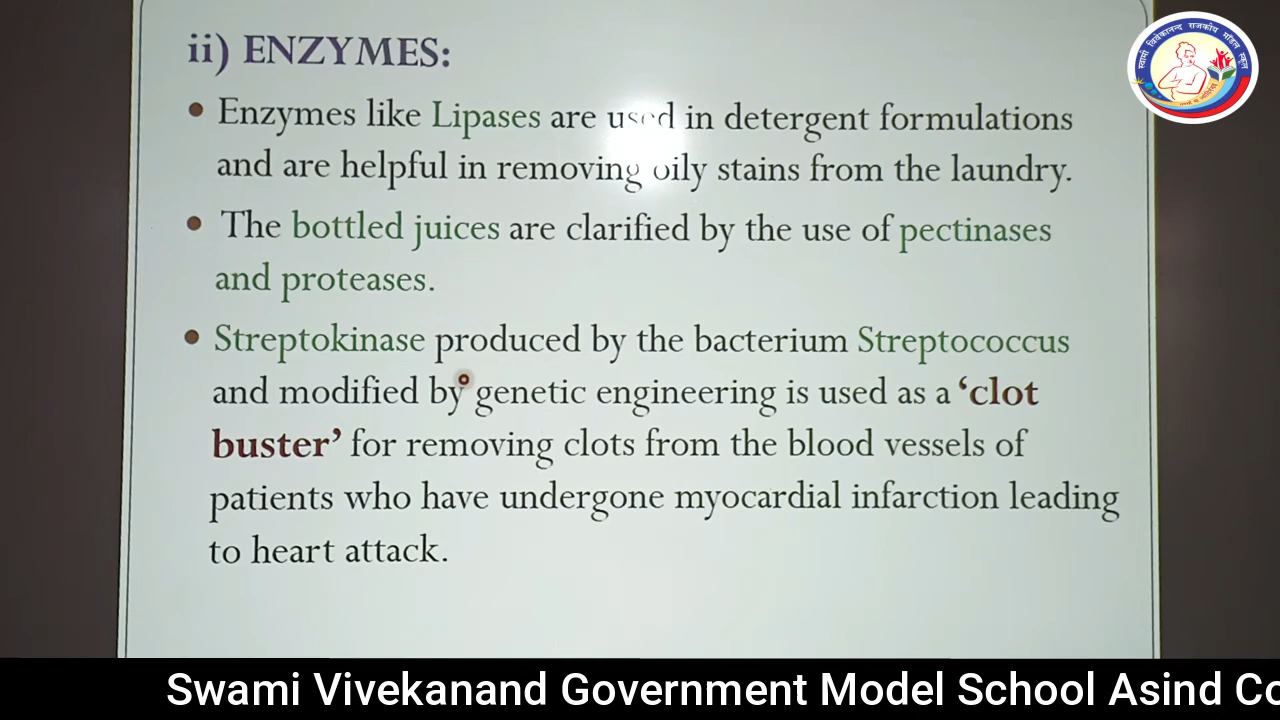 ii) ENZYMES:
• Enzymes like Lipases are used in detergent formulations
and are helpful in removing oily stains from the laundry.
• The bottled juices are clarified by the use of pectinases
and proteases.
• Streptokinase produced by the bacterium Streptococcus
and modified by genetic engineering is used as a ‘clot
buster’ for removing clots from the blood vessels of
patients who have undergone myocardial infarction leading
to heart attack.
स्वामी विवेकानन्द राजकीय मॉडल स्कूल
Swami Vivekanand Government Model School Asind Co